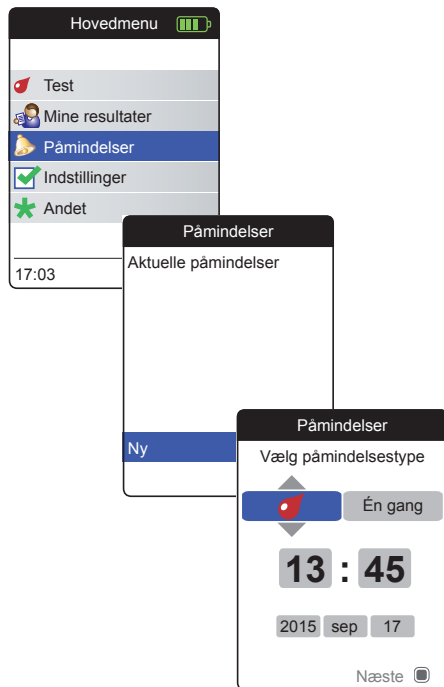 Hovedmenu
Test
Mine resultater
Påmindelser
Indstillinger
Andet
17:03
Påmindelser
Aktuelle påmindelser
Ny
Påmindelser
Vælg påmindelsestype
Én gang
13 : 45
2015 sep 17
Næste